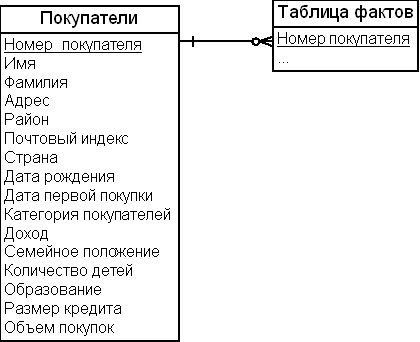 Покупатели
Номер покупателя
Имя
Фамилия
Адрес
Район
Почтовый индекс
Страна
Дата рождения
Дата первой покупки
Категория покупателей
Доход
Семейное положение
Количество детей
Образование
Размер кредита
Объем покупок
Таблица фактов
Номер покупателя
...